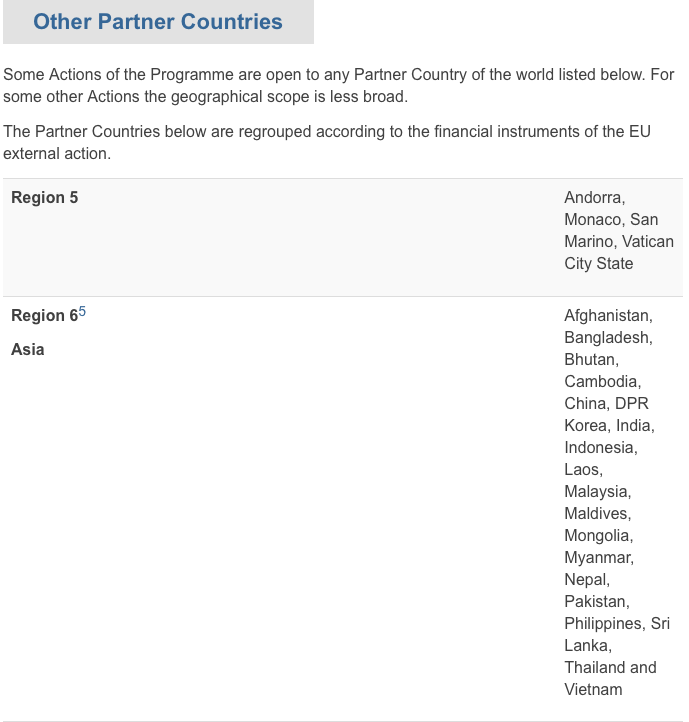 Other Partner Countries
Some Actions of the Programme are open to any Partner Country of the world listed below. For
some other Actions the geographical scope is less broad.
The Partner Countries below are regrouped according to the financial instruments of the EU
external action.
Region 5
Andorra,
Monaco, San
Marino, Vatican
City State
Region 6⁵
Asia
Afghanistan,
Bangladesh,
Bhutan,
Cambodia,
China, DPR
Korea, India,
Indonesia,
Laos,
Malaysia,
Maldives,
Mongolia,
Myanmar,
Nepal,
Pakistan,
Philippines, Sri
Lanka,
Thailand and
Vietnam